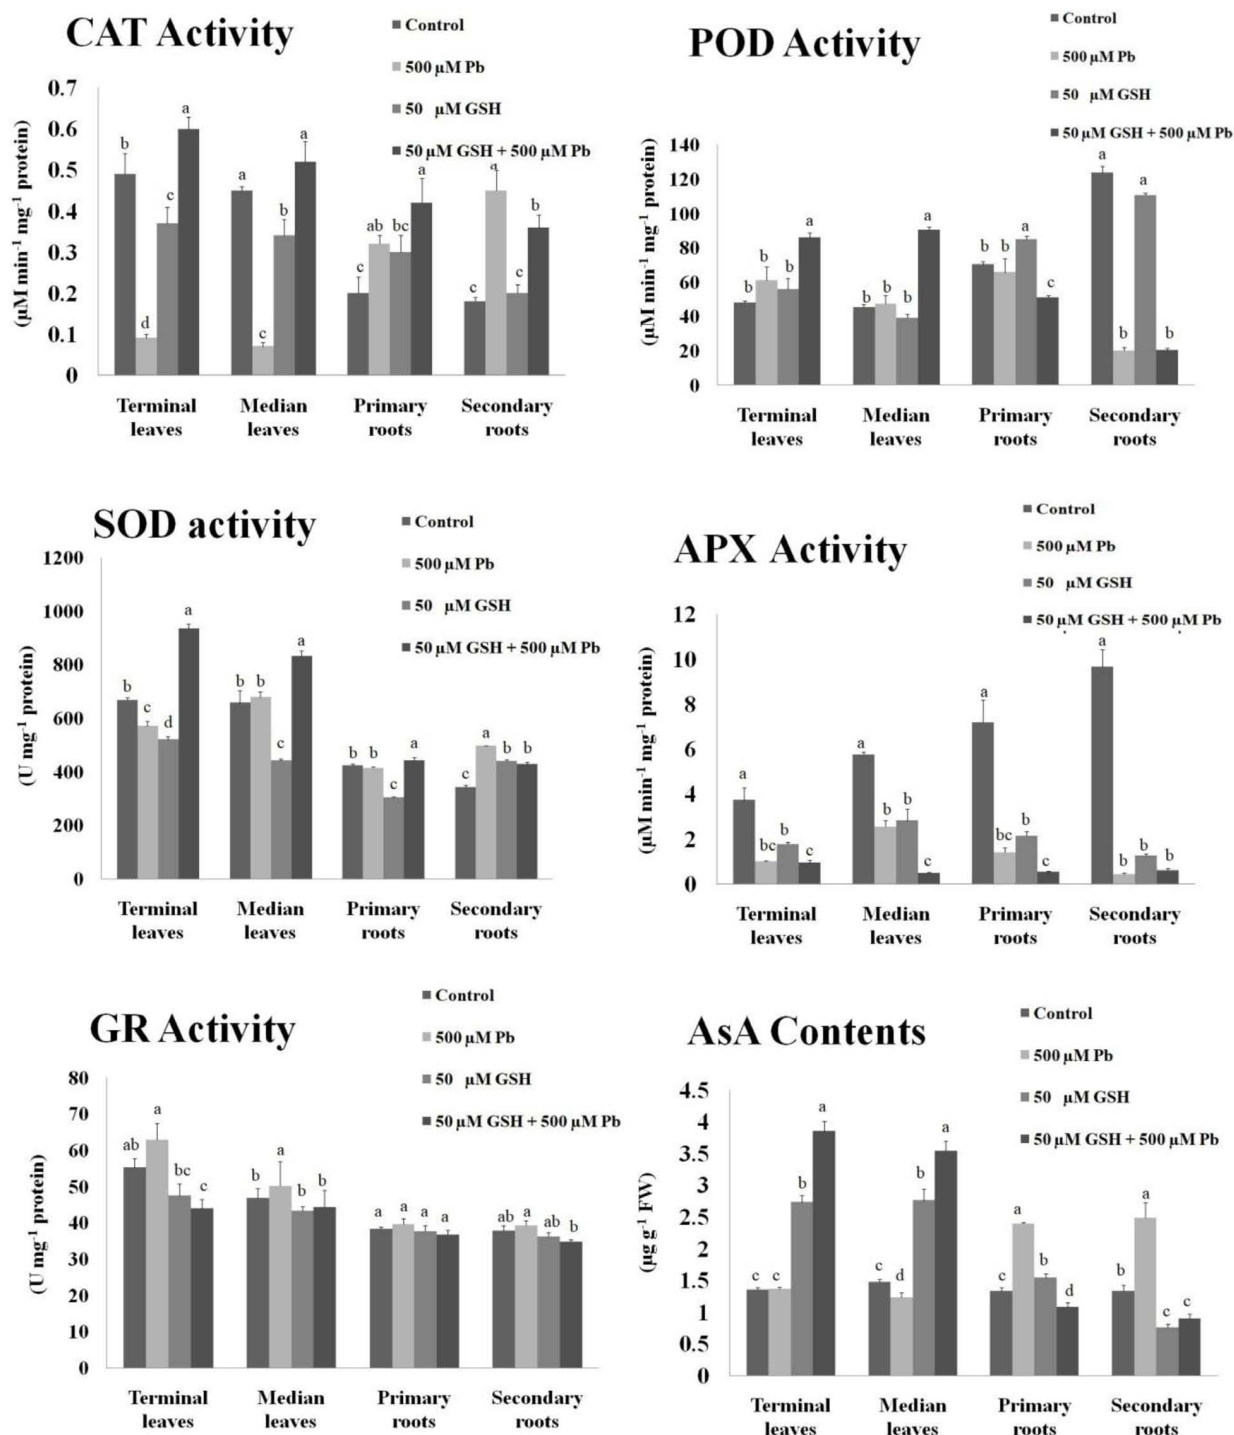 CAT Activity
Control
500 µM Pb
50 µM GSH
50 µM GSH + 500 µM Pb
(µM min⁻¹ mg⁻¹ protein)
0.7
0.6
0.5
0.4
0.3
0.2
0.1
0
b
d
c
a
a
c
b
a
b
ab
bc
a
c
a
c
b
Terminal leaves
Median leaves
Primary roots
Secondary roots
POD Activity
Control
500 µM Pb
50 µM GSH
50 µM GSH + 500 µM Pb
(µM min⁻¹ mg⁻¹ protein)
140
120
100
80
60
40
20
0
b
b
b
a
b
b
b
a
b
b
a
c
a
b
a
b
Terminal leaves
Median leaves
Primary roots
Secondary roots
SOD activity
Control
500 µM Pb
50 µM GSH
50 µM GSH + 500 µM Pb
(U mg⁻¹ protein)
1200
1000
800
600
400
200
0
b
c
d
a
b
b
c
a
b
b
c
a
c
a
b
b
Terminal leaves
Median leaves
Primary roots
Secondary roots
APX Activity
Control
500 µM Pb
50 µM GSH
50 µM GSH + 500 µM Pb
(µM min⁻¹ mg⁻¹ protein)
12
10
8
6
4
2
0
a
bc
b
c
a
b
b
c
a
bc
b
c
a
b
b
b
Terminal leaves
Median leaves
Primary roots
Secondary roots
GR Activity
Control
500 µM Pb
50 µM GSH
50 µM GSH + 500 µM Pb
(U mg⁻¹ protein)
80
70
60
50
40
30
20
10
0
ab
a
bc
c
b
a
b
b
a
a
a
a
ab
a
ab
b
Terminal leaves
Median leaves
Primary roots
Secondary roots
AsA Contents
Control
500 µM Pb
50 µM GSH
50 µM GSH + 500 µM Pb
(µg g⁻¹ FW)
4.5
4
3.5
3
2.5
2
1.5
1
0.5
0
c
c
b
a
c
d
b
a
c
a
b
d
b
a
c
c
Terminal leaves
Median leaves
Primary roots
Secondary roots